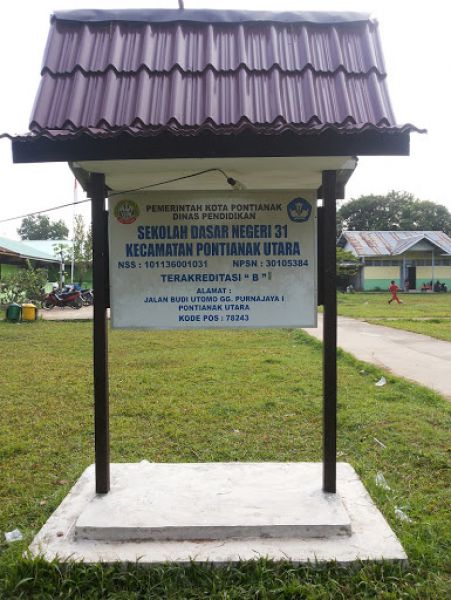 PEMERINTAH KOTA PONTIANAK
DINAS PENDIDIKAN
SEKOLAH DASAR NEGERI 31
KECAMATAN PONTIANAK UTARA
NSS : 101136001031 NPSN : 30105384
TERAKREDITASI "B"
ALAMAT :
JALAN BUDI UTOMO GG. PURNAJAYA I
PONTIANAK UTARA
KODE POS : 78243